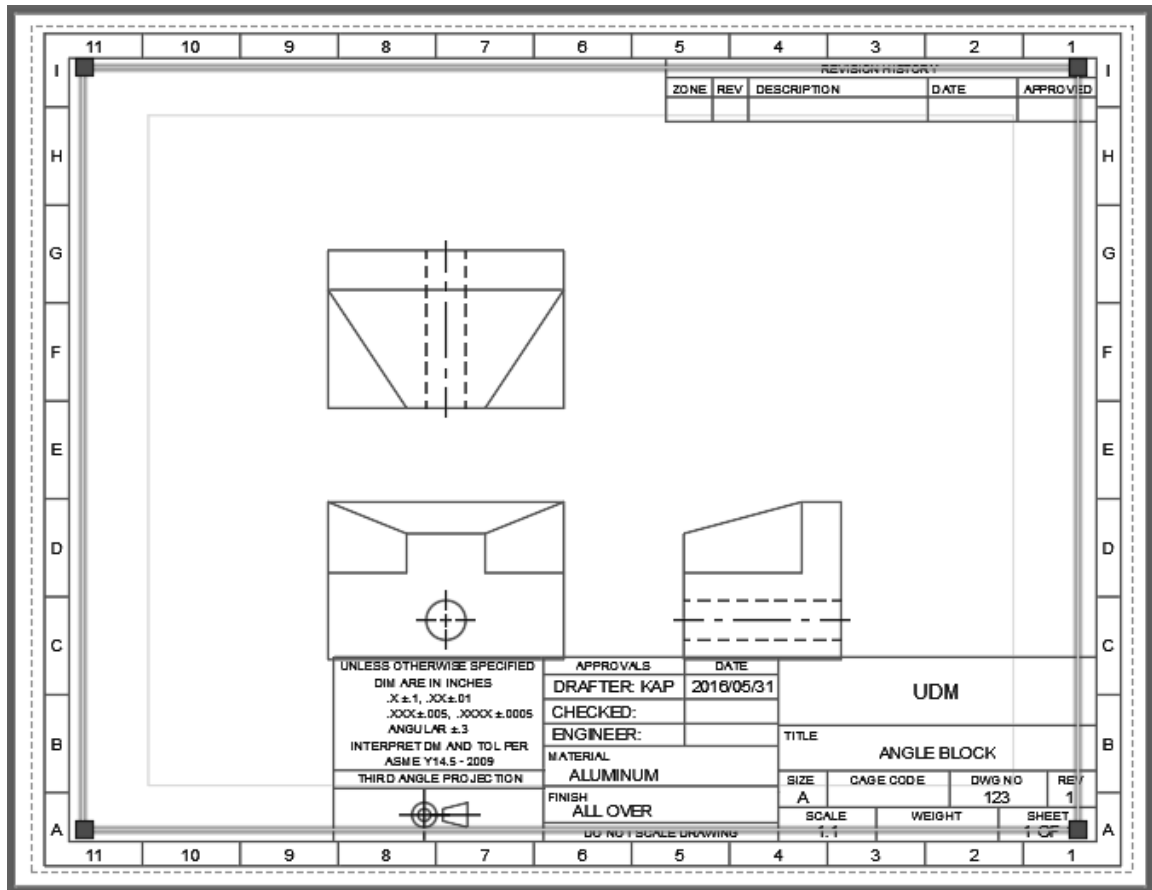 11 10 9 8 7 6 5 4 3 2 1
I I
REVISION HISTORY
ZONE REV DESCRIPTION DATE APPROVED
H H
G G
F F
E E
D D
C C
UNLESS OTHERWISE SPECIFIED
DIM ARE IN INCHES
.X±.1, .XX±.01
.XXX±.005, .XXXX±.0005
ANGULAR ±.3
INTERPRET DIM AND TOL PER
ASME Y14.5 - 2009
THIRD ANGLE PROJECTION
APPROVALS DATE
DRAFTER: KAP 2016/05/31
CHECKED:
ENGINEER:
MATERIAL
ALUMINUM
FINISH
ALL OVER
DO NOT SCALE DRAWING
UDM
TITLE
ANGLE BLOCK
SIZE CAGE CODE DWG NO REV
A 123 1
SCALE WEIGHT SHEET
1:1 1 OF
B B
A A
11 10 9 8 7 6 5 4 3 2 1